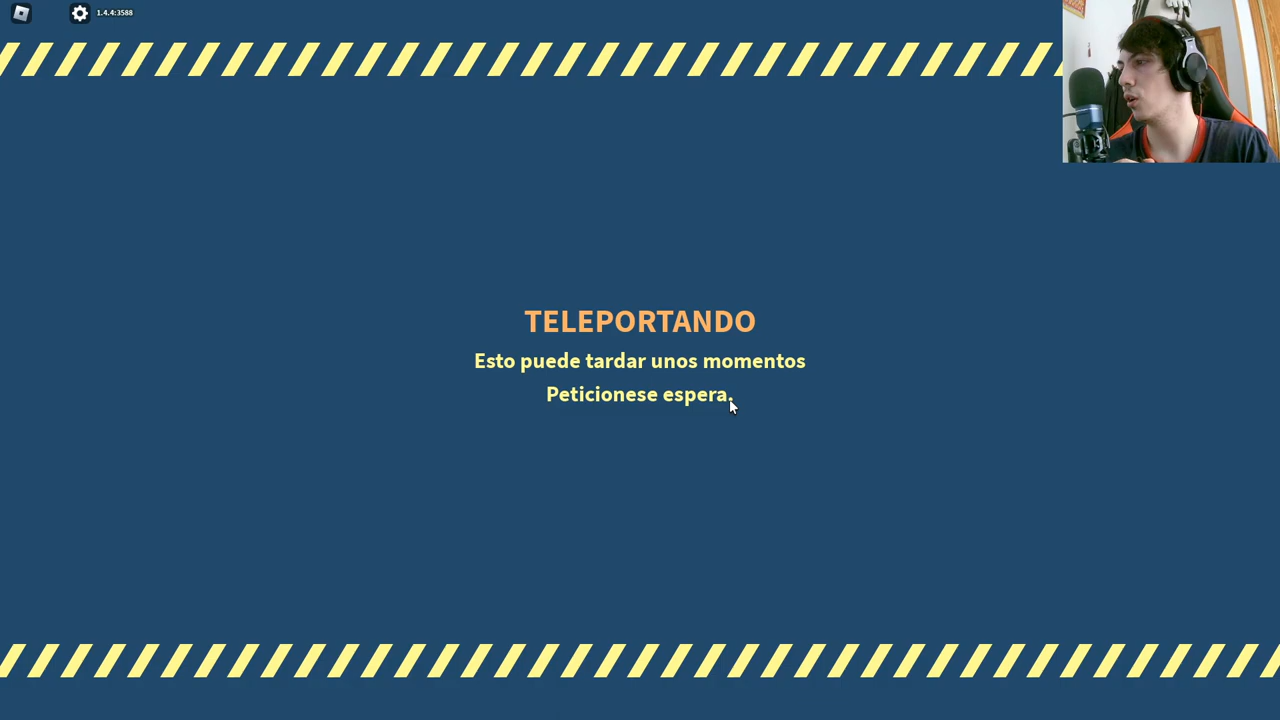 1.4.4:3588
TELEPORTANDO
Esto puede tardar unos momentos
Peticionese espera.